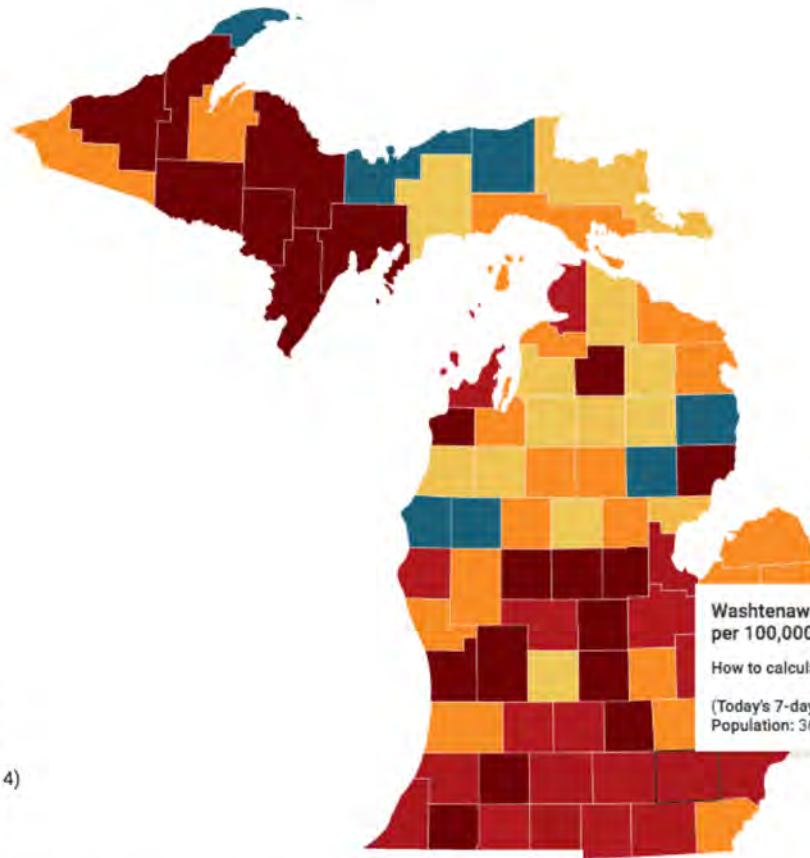 Washtenaw
per 100,000
How to calcul
(Today's 7-day
Population: 3
4)